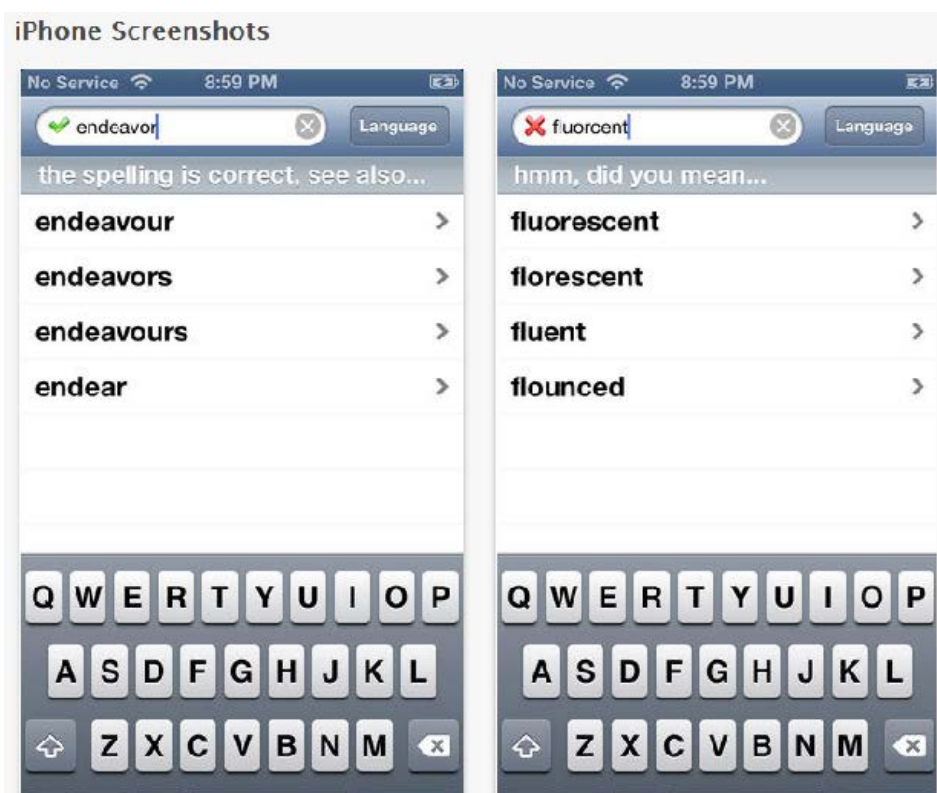 iPhone Screenshots
No Service 8:59 PM
endeavor
Language
the spelling is correct, see also...
endeavour
endeavors
endeavours
endear
Q W E R T Y U I O P
A S D F G H J K L
Z X C V B N M
No Service 8:59 PM
fluorcent
Language
hmm, did you mean...
fluorescent
florescent
fluent
flounced
Q W E R T Y U I O P
A S D F G H J K L
Z X C V B N M